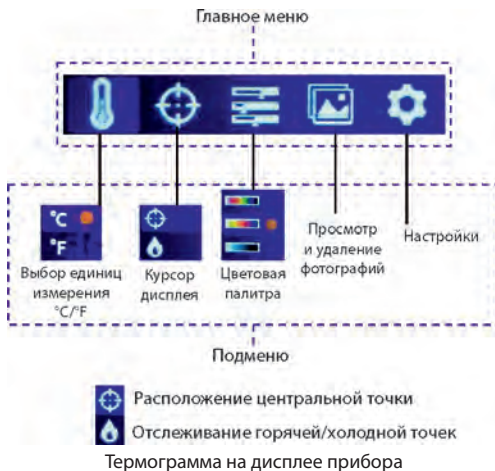 Главное меню
°C
°F
Выбор единиц
измерения
°C/°F
Курсор
дисплея
Цветовая
палитра
Просмотр
и удаление
фотографий
Настройки
Подменю
Расположение центральной точки
Отслеживание горячей/холодной точек
Термограмма на дисплее прибора